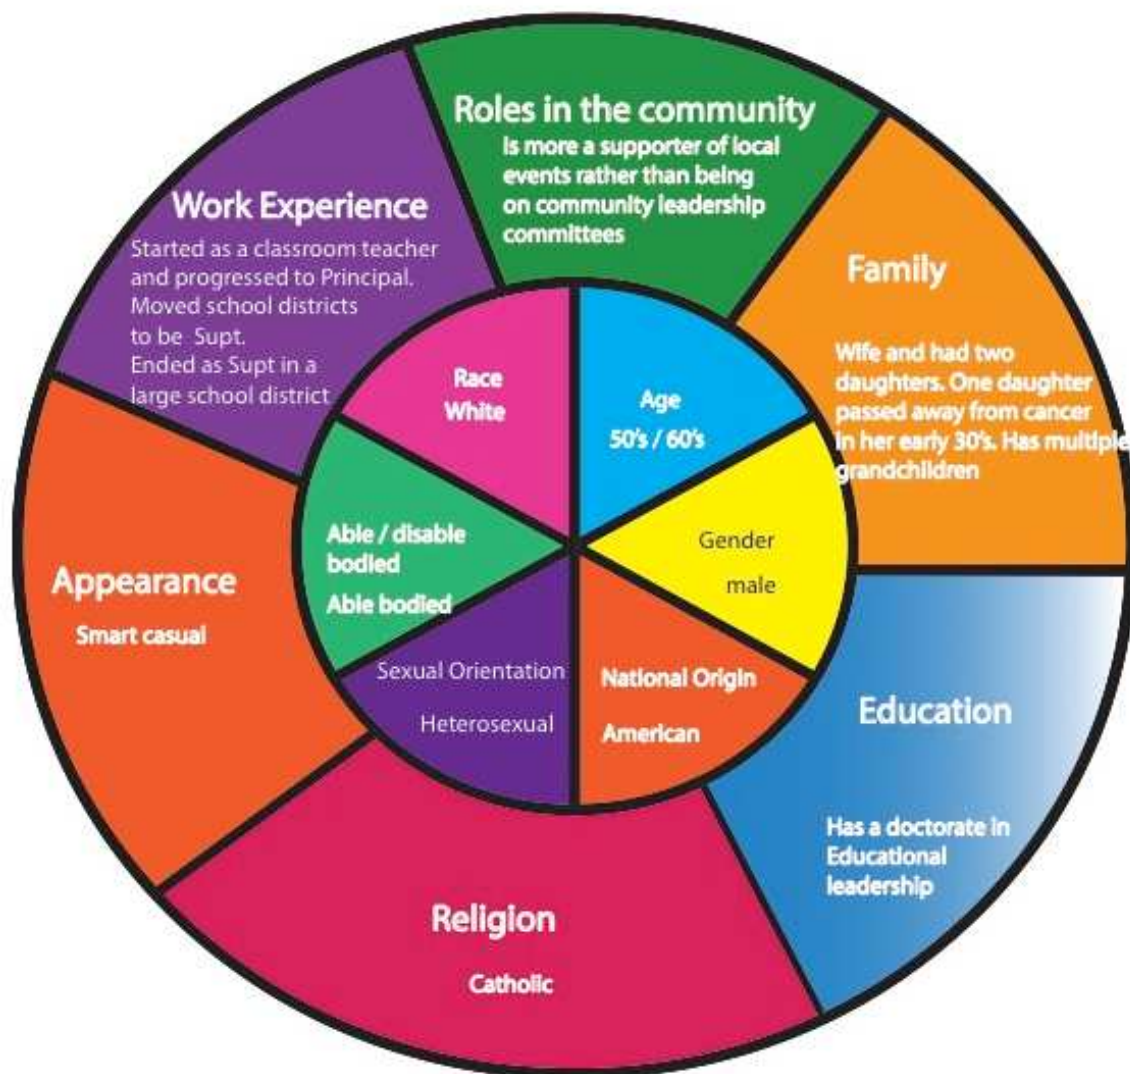 Roles in the community
Is more a supporter of local
events rather than being
on community leadership
committees
Work Experience
Started as a classroom teacher
and progressed to Principal.
Moved school districts
to be Supt.
Ended as Supt in a
large school district
Family
Wife and had two
daughters. One daughter
passed away from cancer
in her early 30's. Has multiple
grandchildren
Race
White
Age
50's / 60's
Able / disable
bodied
Able bodied
Gender
male
Sexual Orientation
Heterosexual
National Origin
American
Appearance
Smart casual
Education
Has a doctorate in
Educational
leadership
Religion
Catholic